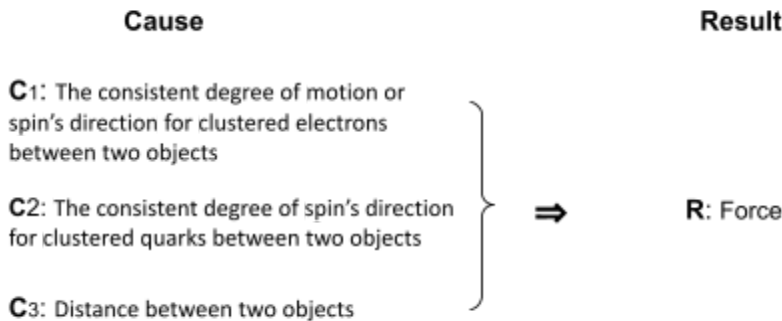 Cause
Result
C1: The consistent degree of motion or
spin's direction for clustered electrons
between two objects
C2: The consistent degree of spin's direction
for clustered quarks between two objects
⇒
R: Force
C3: Distance between two objects